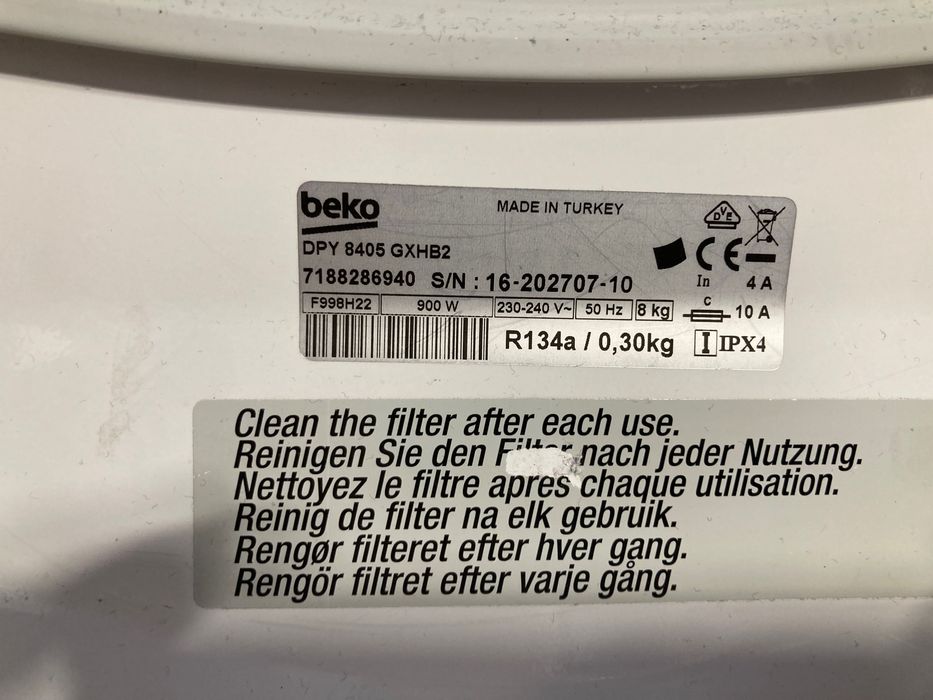 beko
MADE IN TURKEY
DVE
DPY 8405 GXHB2
CE
7188286940 S/N : 16-202707-10
In 4 A
F998H22 900 W 230-240 V~ 50 Hz 8 kg
C 10 A
R134a / 0,30kg
I IPX4
Clean the filter after each use.
Reinigen Sie den Filter nach jeder Nutzung.
Nettoyez le filtre apres chaque utilisation.
Reinig de filter na elk gebruik.
Rengør filteret efter hver gang.
Rengör filtret efter varje gång.